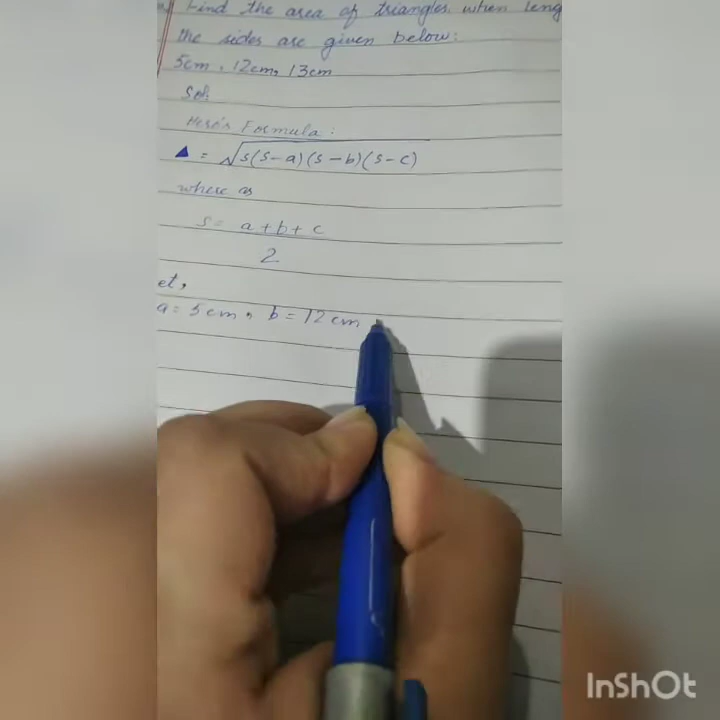 Find the area of triangles when leng
the sides are given below:
5cm, 12cm, 13cm
Sol:
Hero's Formula:
▲ = √s(s-a)(s-b)(s-c)
where as
s = a+b+c
2
et,
a = 5cm, b = 12cm
InShOt